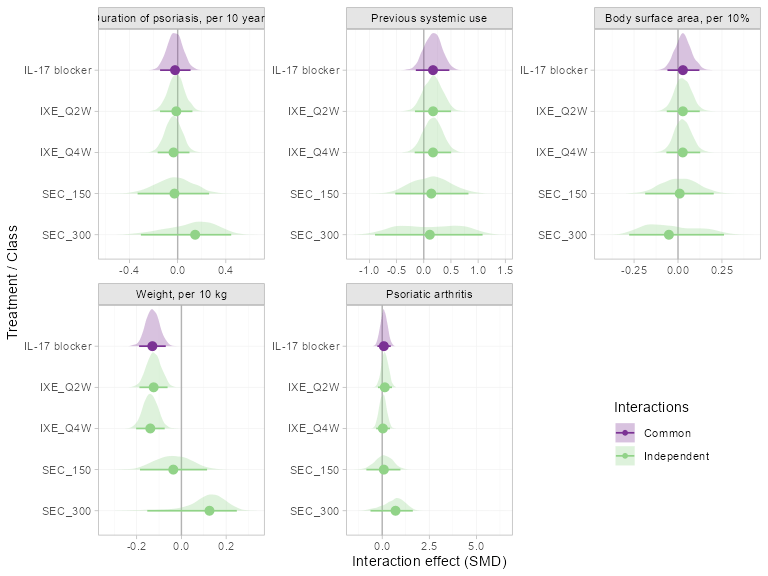 Duration of psoriasis, per 10 year
Previous systemic use
Body surface area, per 10%
IL-17 blocker
IXE_Q2W
IXE_Q4W
SEC_150
SEC_300
-0.4 0.0 0.4
IL-17 blocker
IXE_Q2W
IXE_Q4W
SEC_150
SEC_300
-1.0 -0.5 0.0 0.5 1.0 1.5
IL-17 blocker
IXE_Q2W
IXE_Q4W
SEC_150
SEC_300
-0.25 0.00 0.25
Treatment / Class
Weight, per 10 kg
Psoriatic arthritis
IL-17 blocker
IXE_Q2W
IXE_Q4W
SEC_150
SEC_300
-0.2 0.0 0.2
IL-17 blocker
IXE_Q2W
IXE_Q4W
SEC_150
SEC_300
0.0 2.5 5.0
Interaction effect (SMD)
Interactions
Common
Independent